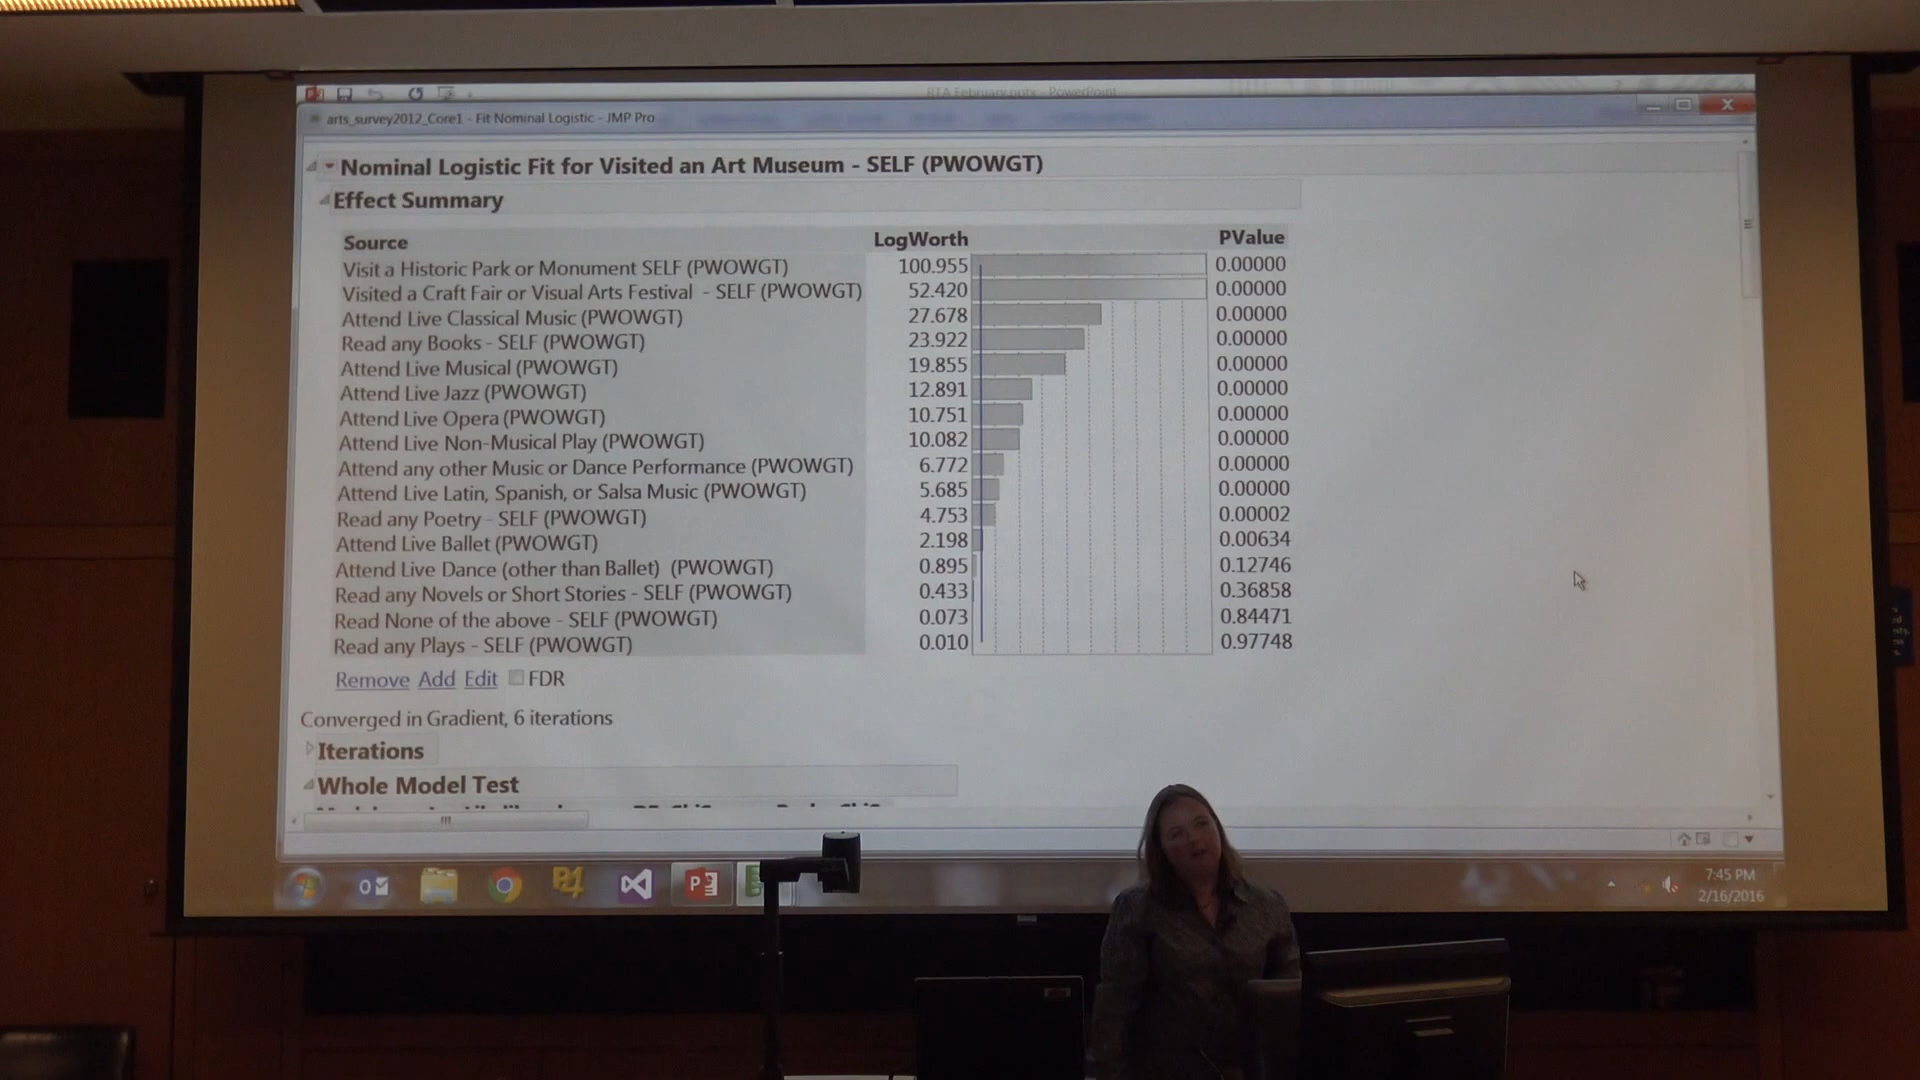 RTA February.pptx - PowerPoint
arts_survey2012_Core1 - Fit Nominal Logistic - JMP Pro
Nominal Logistic Fit for Visited an Art Museum - SELF (PWOWGT)
Effect Summary
Source LogWorth PValue
Visit a Historic Park or Monument SELF (PWOWGT) 100.955 0.00000
Visited a Craft Fair or Visual Arts Festival - SELF (PWOWGT) 52.420 0.00000
Attend Live Classical Music (PWOWGT) 27.678 0.00000
Read any Books - SELF (PWOWGT) 23.922 0.00000
Attend Live Musical (PWOWGT) 19.855 0.00000
Attend Live Jazz (PWOWGT) 12.891 0.00000
Attend Live Opera (PWOWGT) 10.751 0.00000
Attend Live Non-Musical Play (PWOWGT) 10.082 0.00000
Attend any other Music or Dance Performance (PWOWGT) 6.772 0.00000
Attend Live Latin, Spanish, or Salsa Music (PWOWGT) 5.685 0.00000
Read any Poetry - SELF (PWOWGT) 4.753 0.00002
Attend Live Ballet (PWOWGT) 2.198 0.00634
Attend Live Dance (other than Ballet) (PWOWGT) 0.895 0.12746
Read any Novels or Short Stories - SELF (PWOWGT) 0.433 0.36858
Read None of the above - SELF (PWOWGT) 0.073 0.84471
Read any Plays - SELF (PWOWGT) 0.010 0.97748
Remove Add Edit FDR
Converged in Gradient, 6 iterations
Iterations
Whole Model Test
7:45 PM
2/16/2016